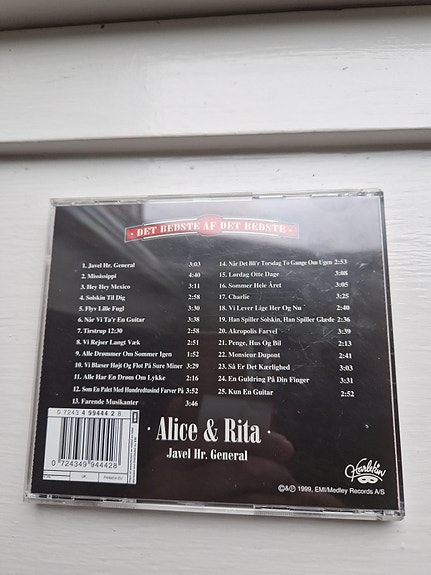 DET BEDSTE AF DET BEDSTE
1. Javel Hr. General 3:03
2. Mississippi 4:40
3. Hey Hey Mexico 3:11
4. Solskin Til Dig 2:58
5. Flyv Lille Fugl 3:50
6. Når Vi Ta'r En Guitar 3:38
7. Tirstrup 12:30 2:58
8. Vi Rejser Langt Væk 2:51
9. Alle Drømmer Om Sommer Igen 1:52
10. Vi Blæser Højt Og Flot På Sure Miner 3:29
11. Alle Har En Drøm Om Lykke 2:16
12. Som En Palet Med Hundredtusind Farver På 3:52
13. Farende Musikanter 3:46
14. Når Det Bli'r Torsdag To Gange Om Ugen 2:53
15. Lørdag Otte Dage 3:08
16. Sommer Hele Året 3:05
17. Charlie 3:25
18. Vi Lever Lige Her Og Nu 2:40
19. Han Spiller Solskin, Han Spiller Glæde 2:36
20. Akropolis Farvel 3:39
21. Penge, Hus Og Bil 2:13
22. Monsieur Dupont 2:41
23. Så Er Det Kærlighed 3:03
24. En Guldring På Din Finger 3:31
25. Kun En Guitar 2:52
0 7243 4 99444 2 8
0 724349 944428
Alice & Rita
Javel Hr. General
Harlekin
©&℗ 1999, EMI/Medley Records A/S